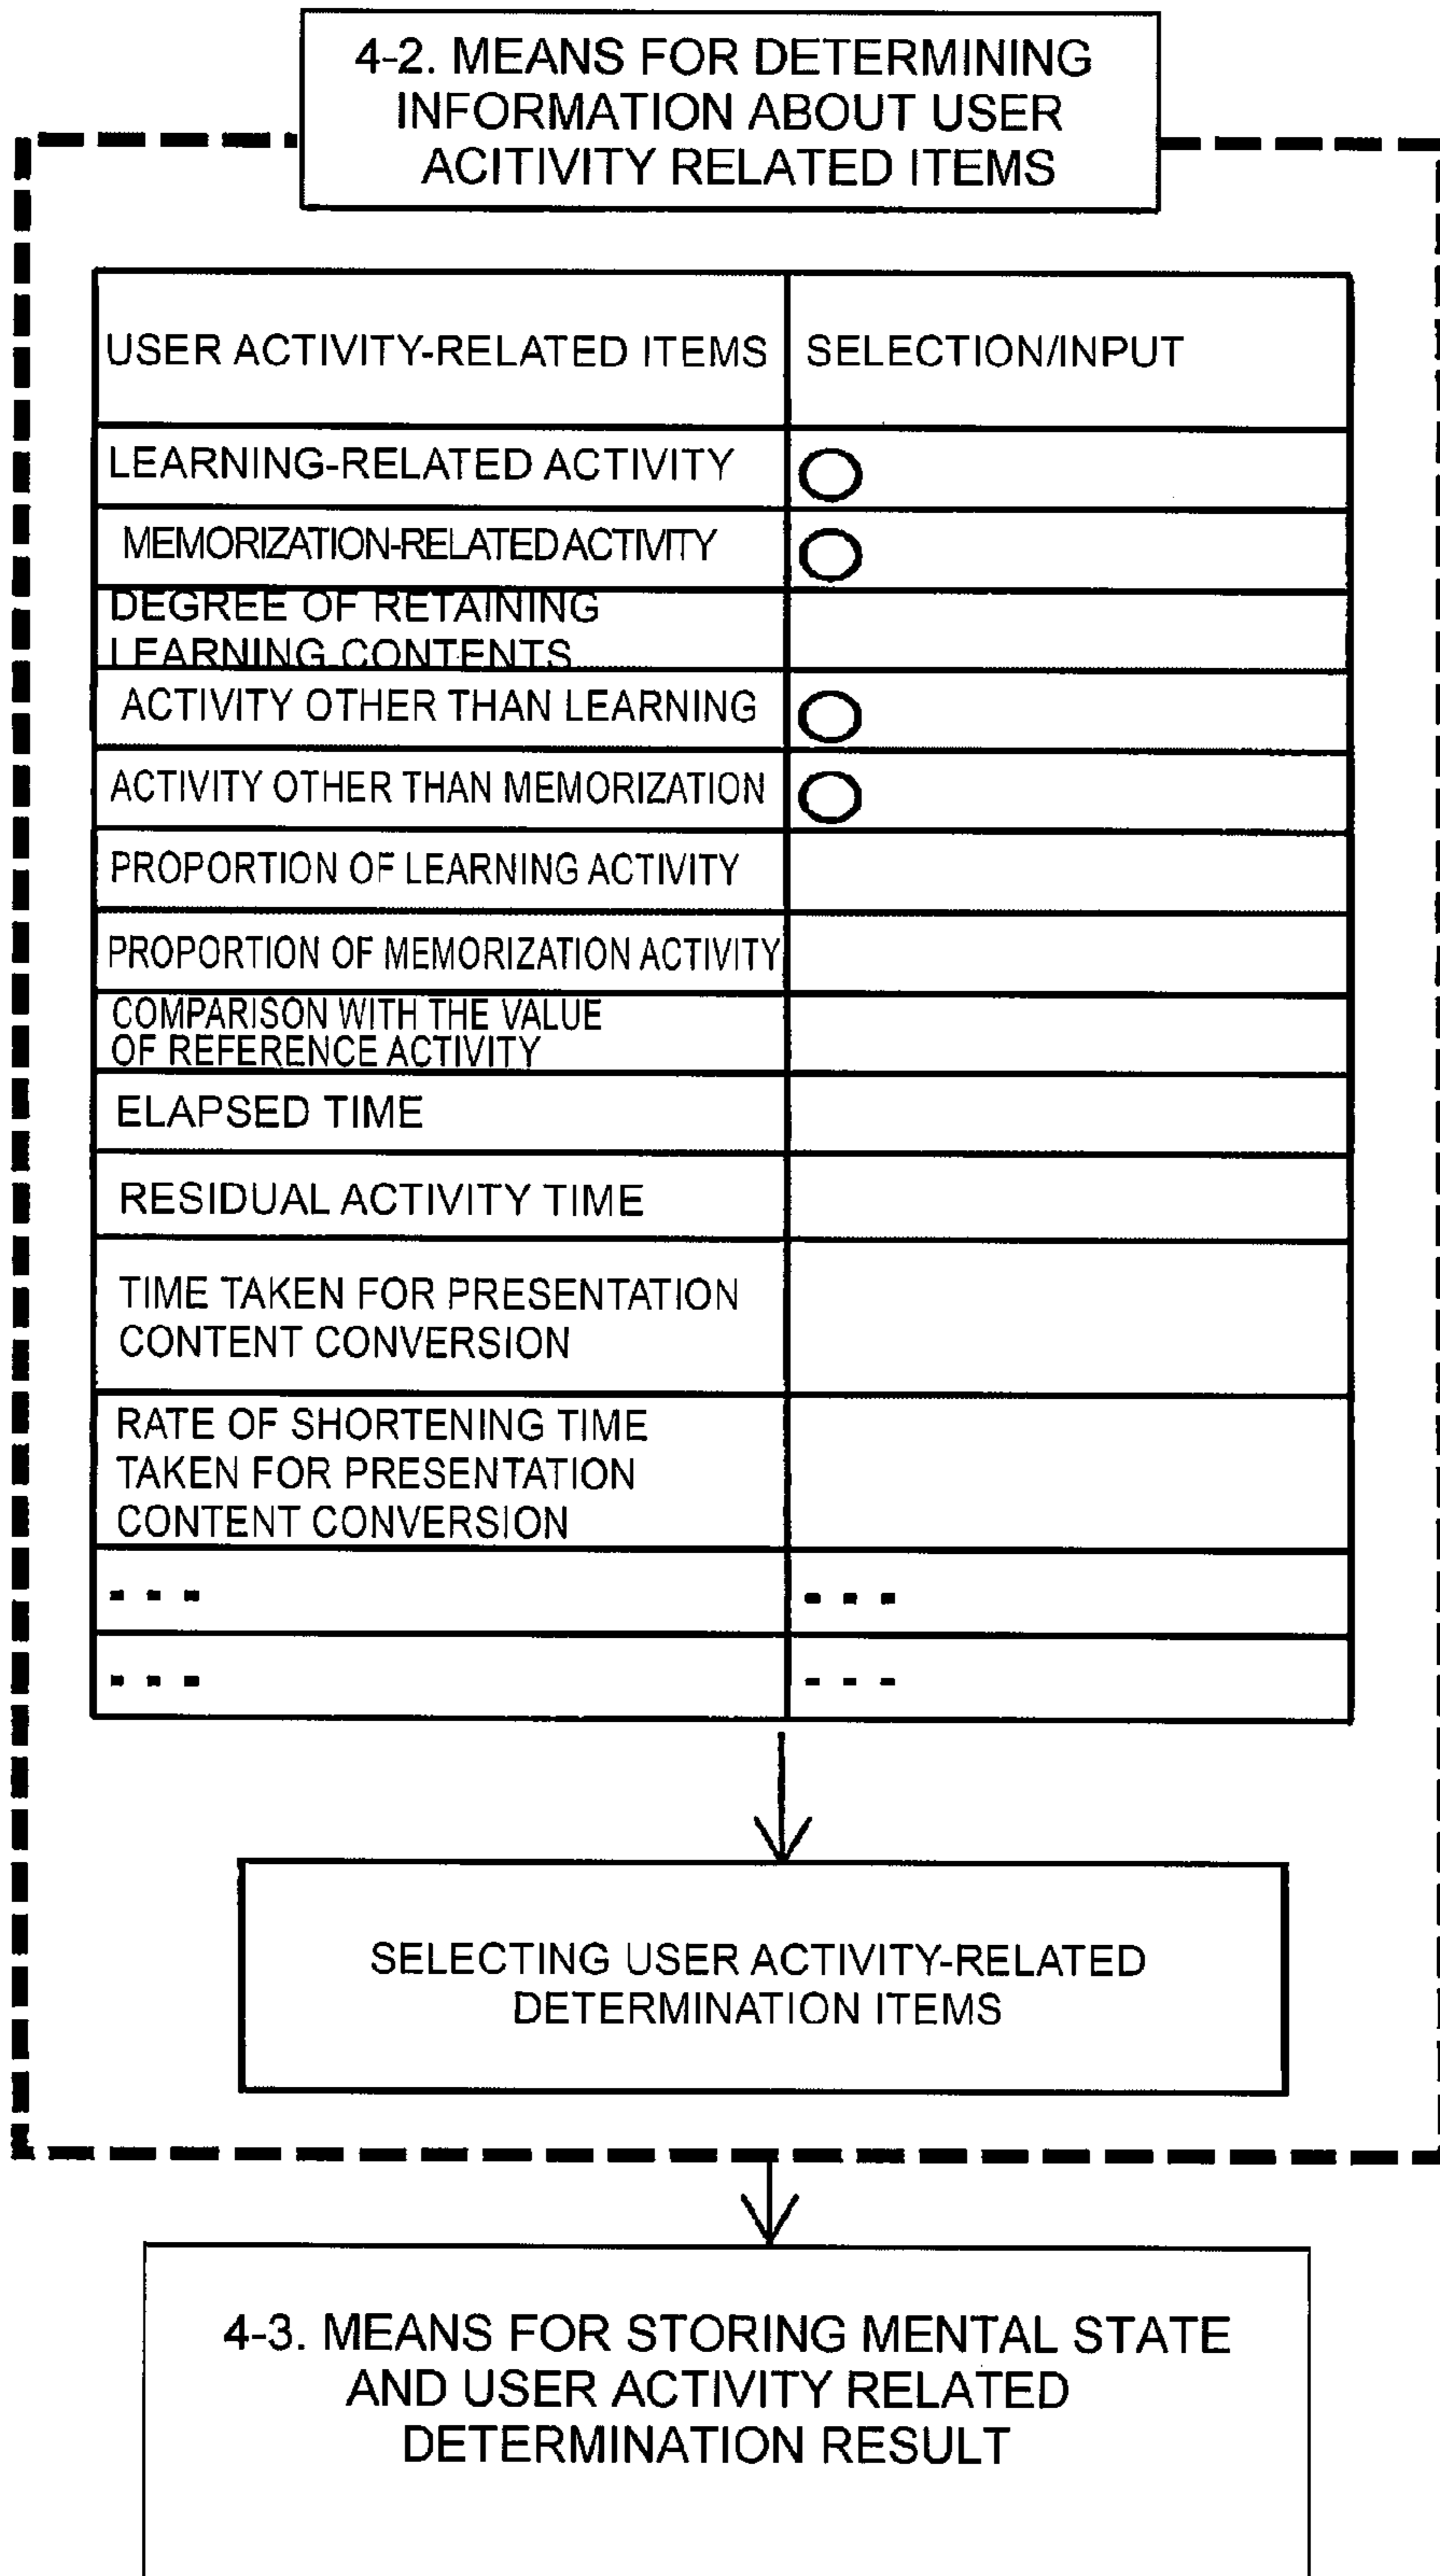 4-2. MEANS FOR DETERMINING
INFORMATION ABOUT USER
ACITIVITY RELATED ITEMS
USER ACTIVITY-RELATED ITEMS SELECTION/INPUT
LEARNING-RELATED ACTIVITY
MEMORIZATION-RELATED ACTIVITY
DEGREE OF RETAINING
LEARNING CONTENTS
ACTIVITY OTHER THAN LEARNING
ACTIVITY OTHER THAN MEMORIZATION
PROPORTION OF LEARNING ACTIVITY
PROPORTION OF MEMORIZATION ACTIVITY
COMPARISON WITH THE VALUE
OF REFERENCE ACTIVITY
ELAPSED TIME
RESIDUAL ACTIVITY TIME
TIME TAKEN FOR PRESENTATION
CONTENT CONVERSION
RATE OF SHORTENING TIME
TAKEN FOR PRESENTATION
CONTENT CONVERSION
- - - - - -
- - - - - -
SELECTING USER ACTIVITY-RELATED
DETERMINATION ITEMS
4-3. MEANS FOR STORING MENTAL STATE
AND USER ACTIVITY RELATED
DETERMINATION RESULT